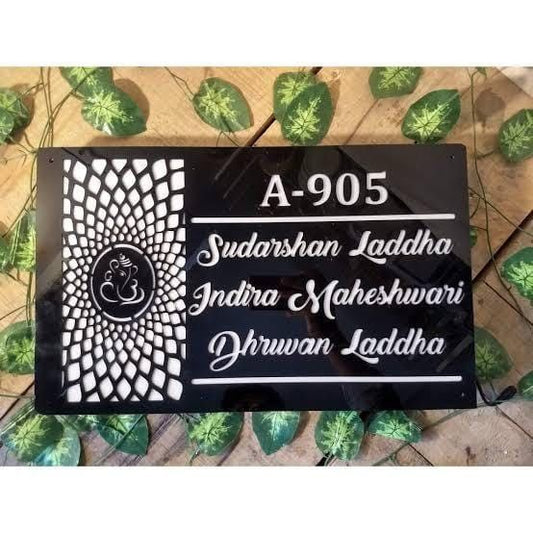 A-905
Sudarshan Laddha
Indira Maheshwari
Dhruvan Laddha